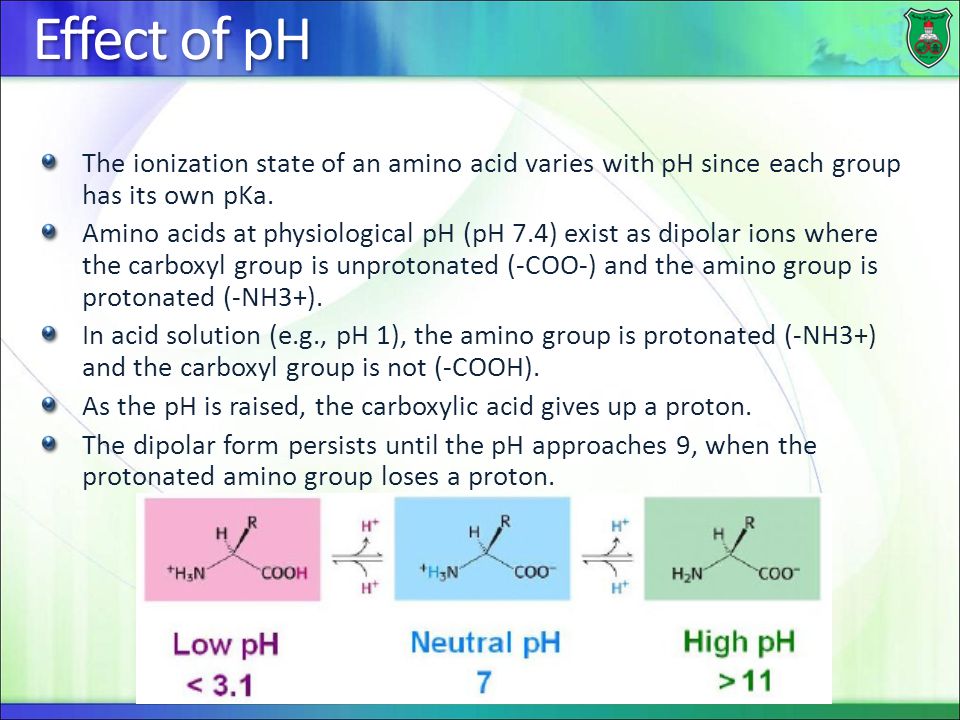 Effect of pH
The ionization state of an amino acid varies with pH since each group
has its own pKa.
Amino acids at physiological pH (pH 7.4) exist as dipolar ions where
the carboxyl group is unprotonated (-COO-) and the amino group is
protonated (-NH3+).
In acid solution (e.g., pH 1), the amino group is protonated (-NH3+)
and the carboxyl group is not (-COOH).
As the pH is raised, the carboxylic acid gives up a proton.
The dipolar form persists until the pH approaches 9, when the
protonated amino group loses a proton.
H R
⁺H₃N COOH
H⁺
H⁺
H R
⁺H₃N COO⁻
H⁺
H⁺
H R
H₂N COO⁻
Low pH
< 3.1
Neutral pH
7
High pH
> 11